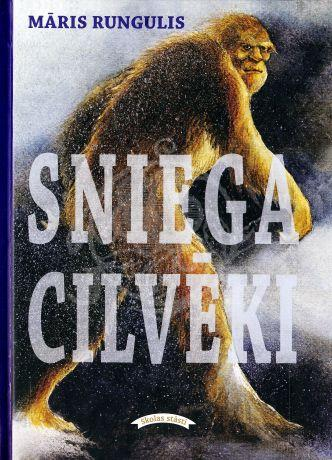 MĀRIS RUNGULIS
SNIEGA
CILVĒKI
Skolas stāsti